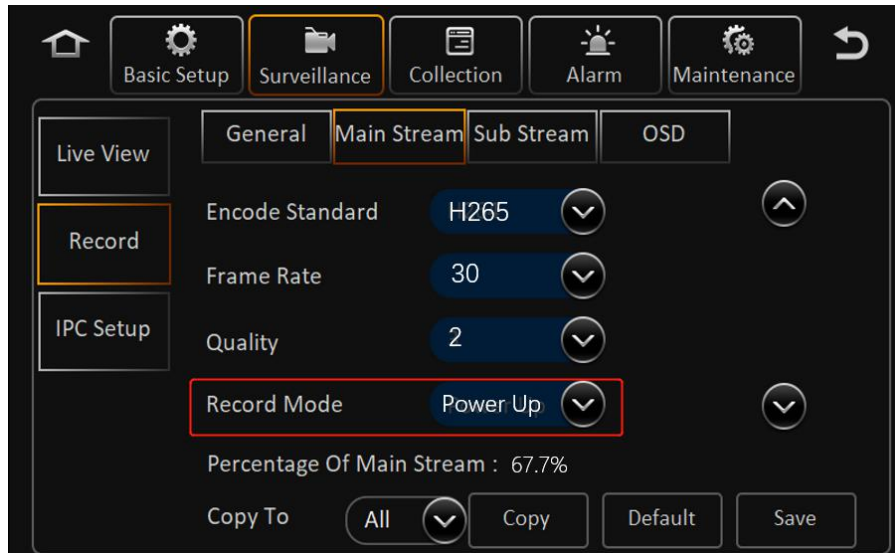 Basic Setup Surveillance Collection Alarm Maintenance
General Main Stream Sub Stream OSD
Live View
Record
IPC Setup
Encode Standard H265
Frame Rate 30
Quality 2
Record Mode Power Up
Percentage Of Main Stream : 67.7%
Copy To All Copy Default Save